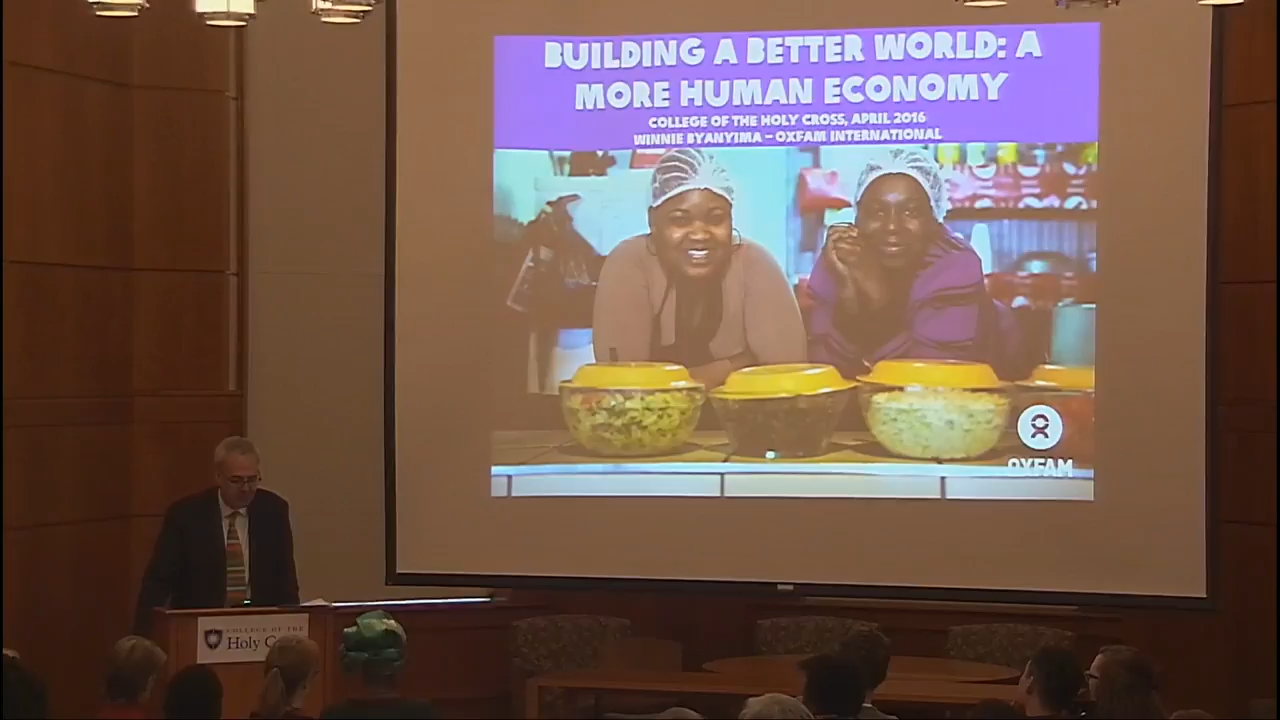 BUILDING A BETTER WORLD: A
MORE HUMAN ECONOMY
COLLEGE OF THE HOLY CROSS, APRIL 2016
WINNIE BYANYIMA – OXFAM INTERNATIONAL
OXFAM
COLLEGE OF THE
Holy